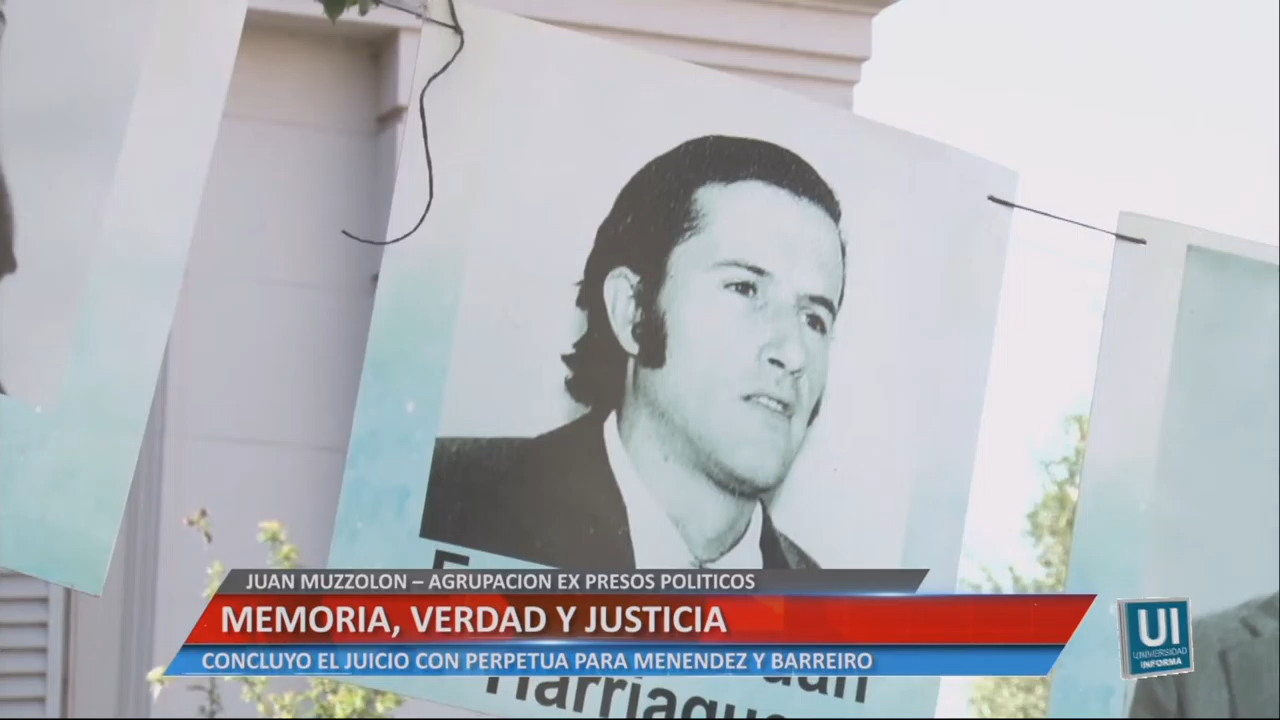 JUAN MUZZOLON – AGRUPACION EX PRESOS POLITICOS
MEMORIA, VERDAD Y JUSTICIA
CONCLUYO EL JUICIO CON PERPETUA PARA MENENDEZ Y BARREIRO
UI
UNIVERSIDAD
INFORMA